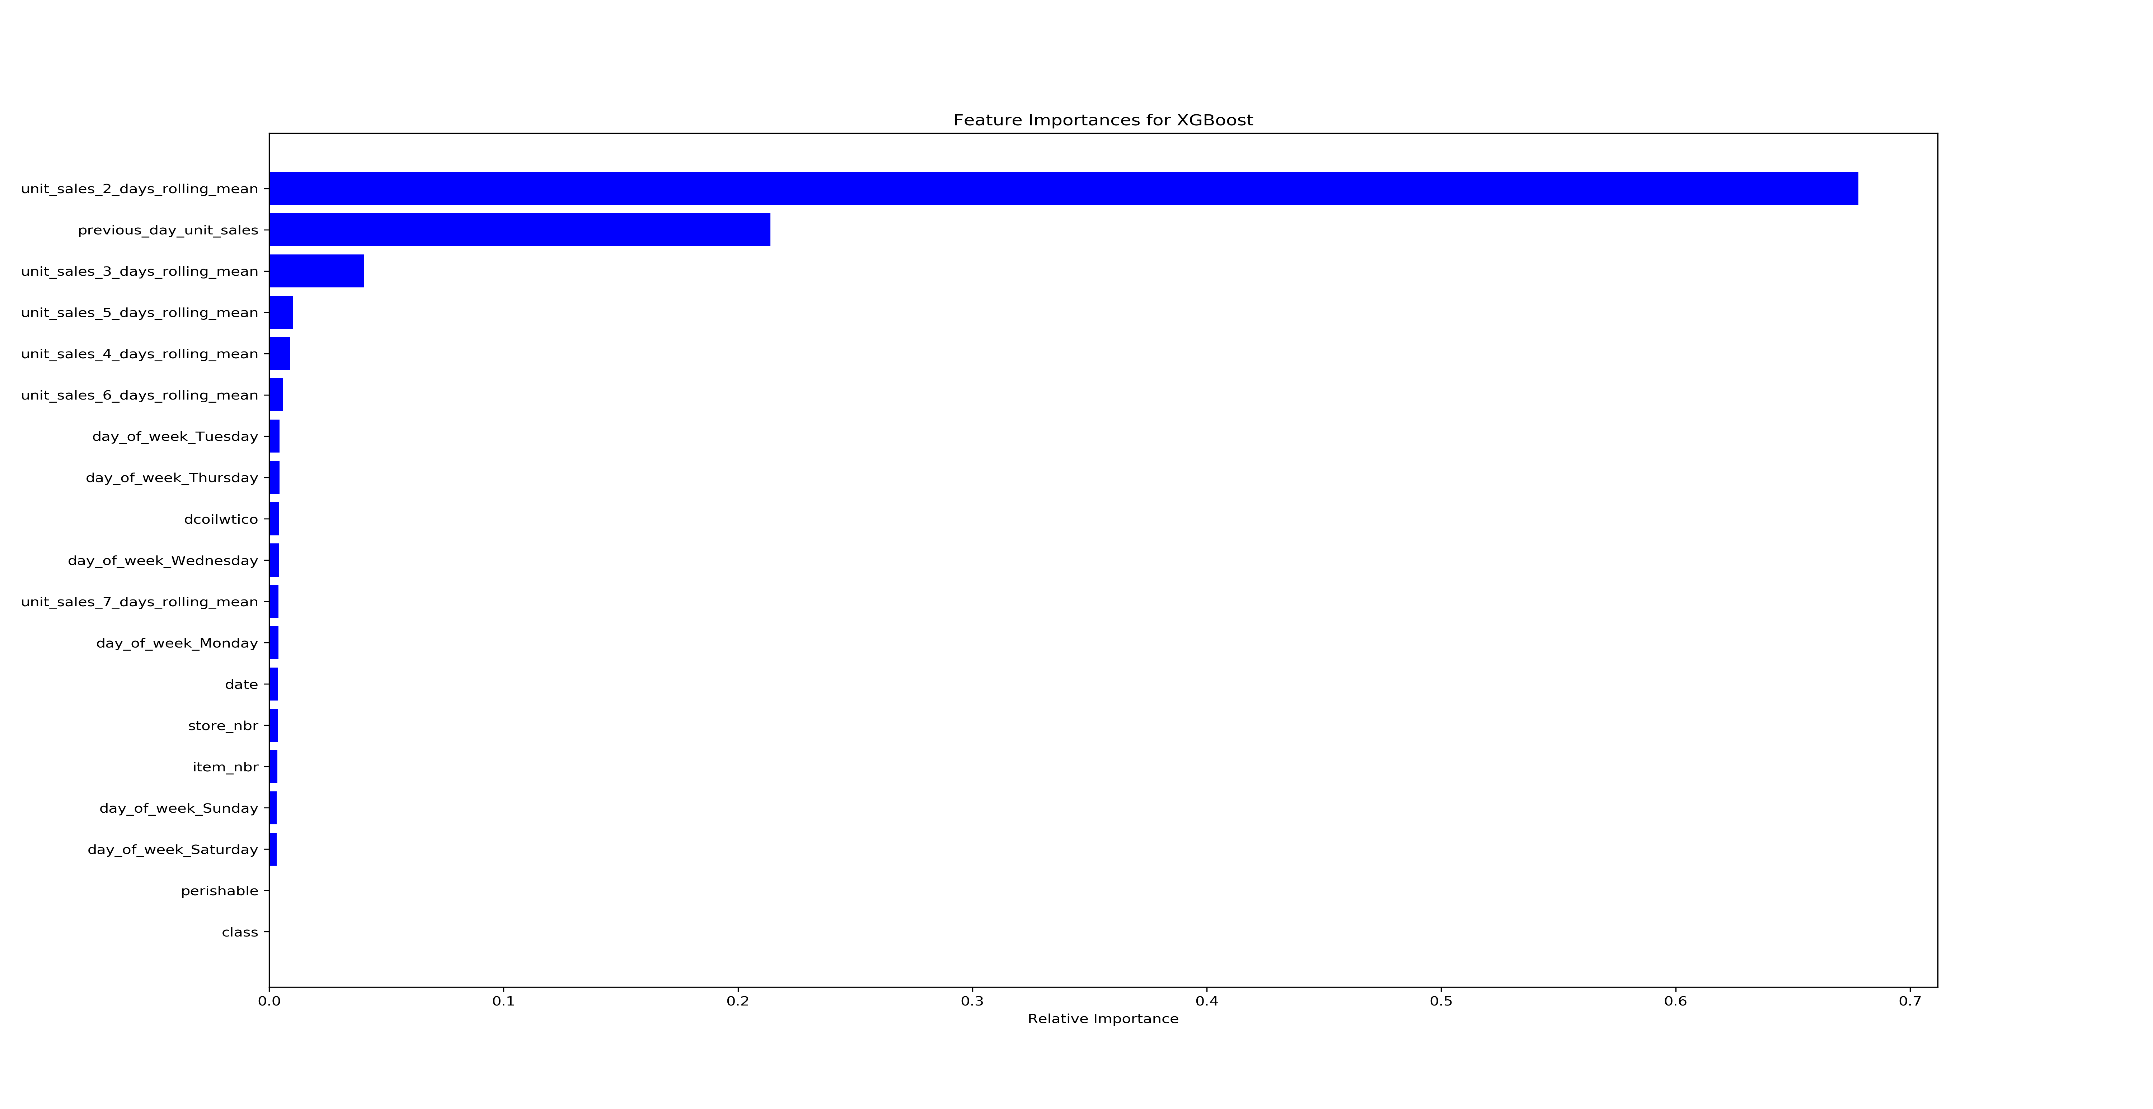 Feature Importances for XGBoost
unit_sales_2_days_rolling_mean
previous_day_unit_sales
unit_sales_3_days_rolling_mean
unit_sales_5_days_rolling_mean
unit_sales_4_days_rolling_mean
unit_sales_6_days_rolling_mean
day_of_week_Tuesday
day_of_week_Thursday
dcoilwtico
day_of_week_Wednesday
unit_sales_7_days_rolling_mean
day_of_week_Monday
date
store_nbr
item_nbr
day_of_week_Sunday
day_of_week_Saturday
perishable
class
0.0 0.1 0.2 0.3 0.4 0.5 0.6 0.7
Relative Importance